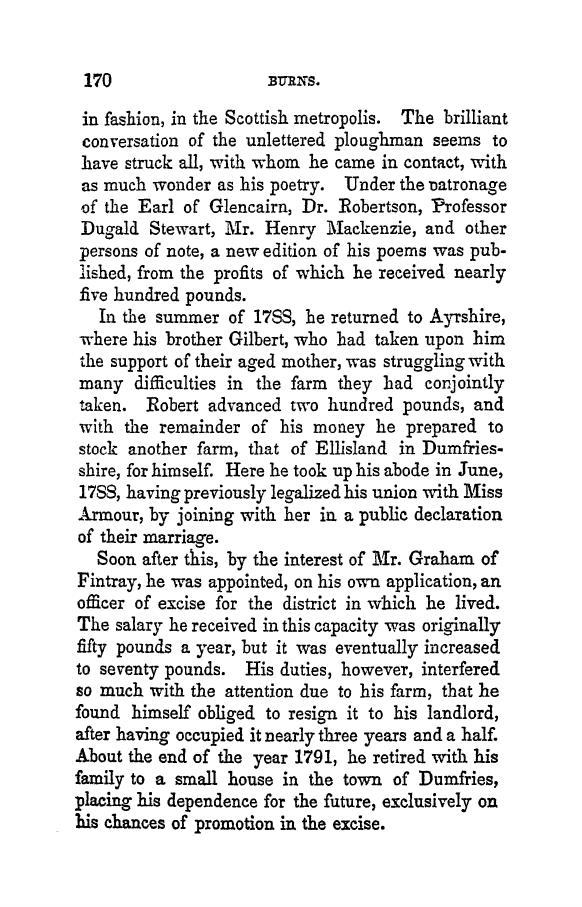 170 BURNS.
in fashion, in the Scottish metropolis. The brilliant
conversation of the unlettered ploughman seems to
have struck all, with whom he came in contact, with
as much wonder as his poetry. Under the patronage
of the Earl of Glencairn, Dr. Robertson, Professor
Dugald Stewart, Mr. Henry Mackenzie, and other
persons of note, a new edition of his poems was pub-
lished, from the profits of which he received nearly
five hundred pounds.
In the summer of 1788, he returned to Ayrshire,
where his brother Gilbert, who had taken upon him
the support of their aged mother, was struggling with
many difficulties in the farm they had conjointly
taken. Robert advanced two hundred pounds, and
with the remainder of his money he prepared to
stock another farm, that of Ellisland in Dumfries-
shire, for himself. Here he took up his abode in June,
1788, having previously legalized his union with Miss
Armour, by joining with her in a public declaration
of their marriage.
Soon after this, by the interest of Mr. Graham of
Fintray, he was appointed, on his own application, an
officer of excise for the district in which he lived.
The salary he received in this capacity was originally
fifty pounds a year, but it was eventually increased
to seventy pounds. His duties, however, interfered
so much with the attention due to his farm, that he
found himself obliged to resign it to his landlord,
after having occupied it nearly three years and a half.
About the end of the year 1791, he retired with his
family to a small house in the town of Dumfries,
placing his dependence for the future, exclusively on
his chances of promotion in the excise.